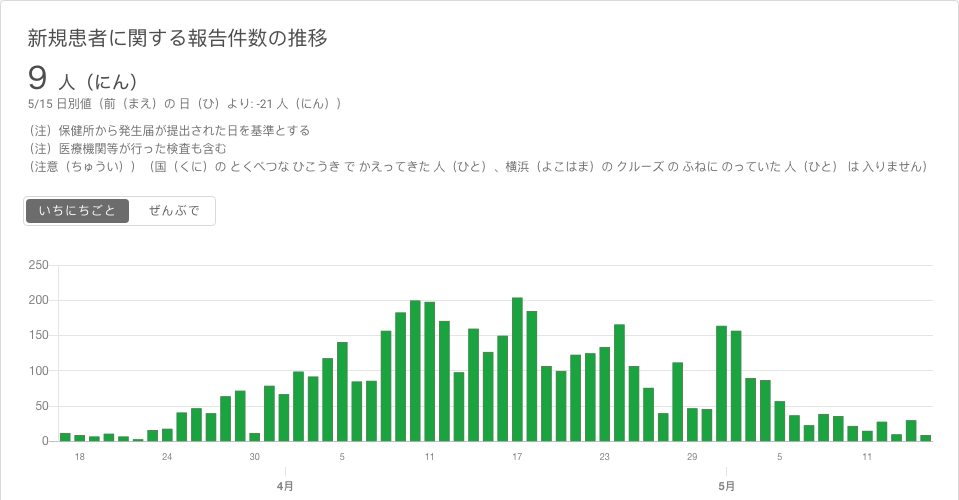 新規患者に関する報告件数の推移
9 人（にん）
5/15 日別値（前（まえ）の 日（ひ）より: -21 人（にん））
（注）保健所から発生届が提出された日を基準とする
（注）医療機関等が行った検査も含む
（注意（ちゅうい））（国（くに）の とくべつな ひこうき で かえってきた 人（ひと）、横浜（よこはま）の クルーズ の ふねに のっていた 人（ひと） は 入りません）
いちにちごと ぜんぶで
250
200
150
100
50
0
18 24 30 5 11 17 23 29 5 11
4月 5月